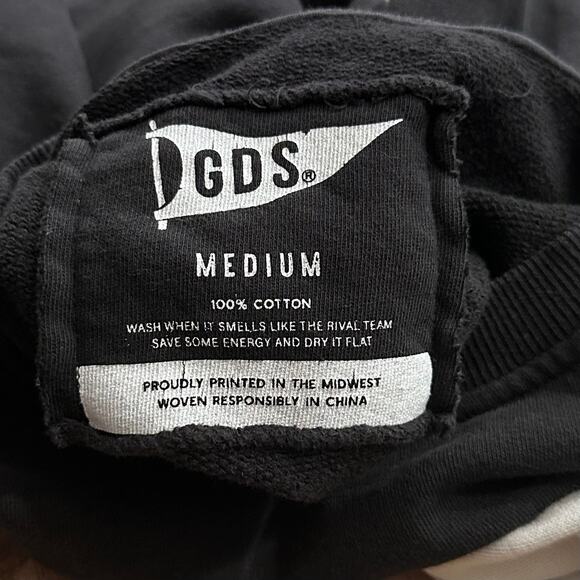 GDS®
MEDIUM
100% COTTON
WASH WHEN IT SMELLS LIKE THE RIVAL TEAM
SAVE SOME ENERGY AND DRY IT FLAT
PROUDLY PRINTED IN THE MIDWEST
WOVEN RESPONSIBLY IN CHINA